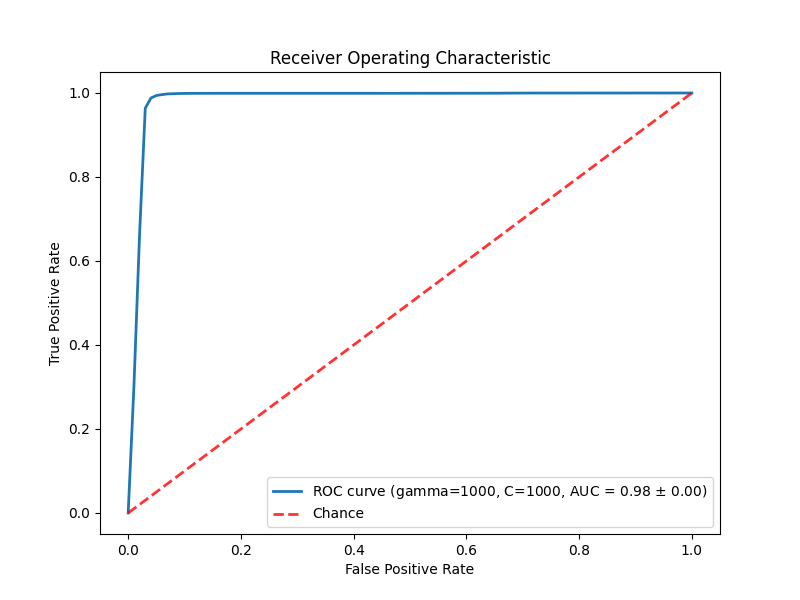 Receiver Operating Characteristic
True Positive Rate
1.0
0.8
0.6
0.4
0.2
0.0
ROC curve (gamma=1000, C=1000, AUC = 0.98 ± 0.00)
Chance
0.0 0.2 0.4 0.6 0.8 1.0
False Positive Rate